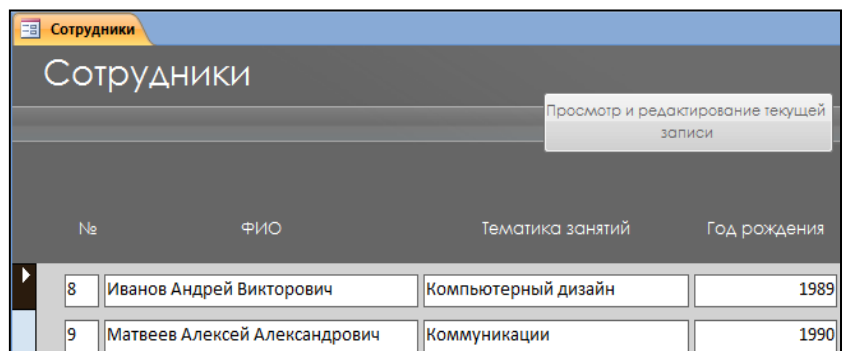 Сотрудники
Сотрудники
Просмотр и редактирование текущей
записи
№ ФИО Тематика занятий Год рождения
8 Иванов Андрей Викторович Компьютерный дизайн 1989
9 Матвеев Алексей Александрович Коммуникации 1990